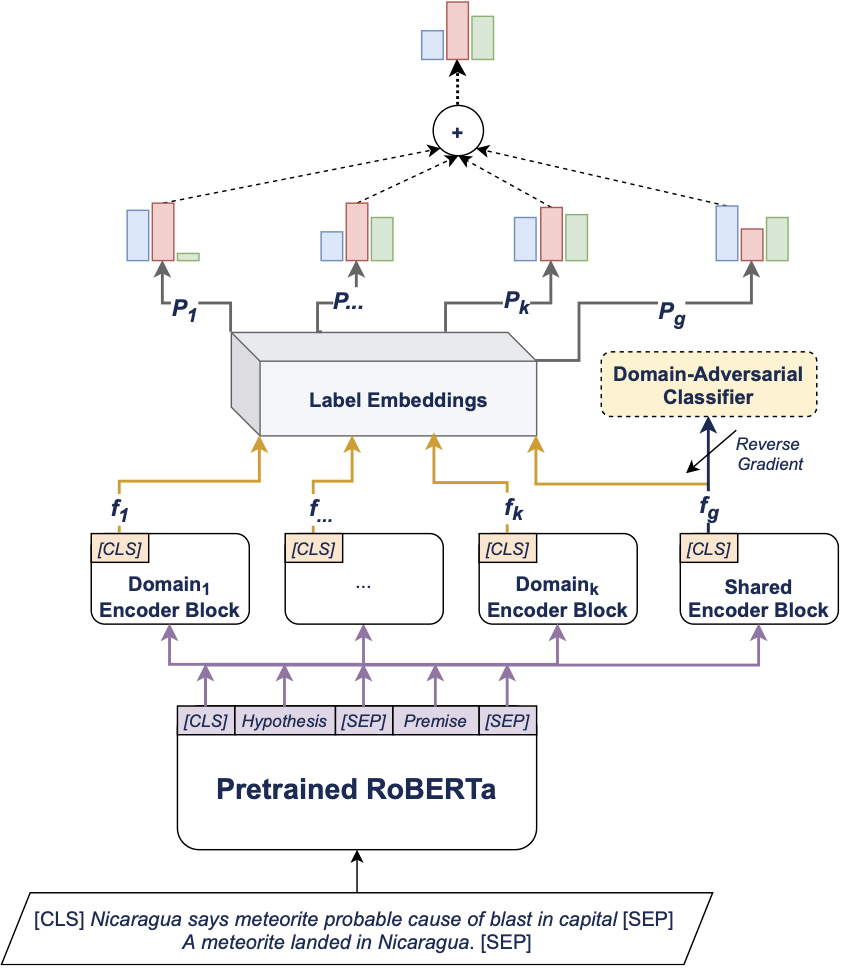 +
P1
P...
Pk
Pg
Label Embeddings
Domain-Adversarial
Classifier
Reverse
Gradient
f1
f...
fk
fg
[CLS]
[CLS]
[CLS]
[CLS]
Domain1
Encoder Block
...
Domaink
Encoder Block
Shared
Encoder Block
[CLS] Hypothesis [SEP] Premise [SEP]
Pretrained RoBERTa
[CLS] Nicaragua says meteorite probable cause of blast in capital [SEP]
A meteorite landed in Nicaragua. [SEP]